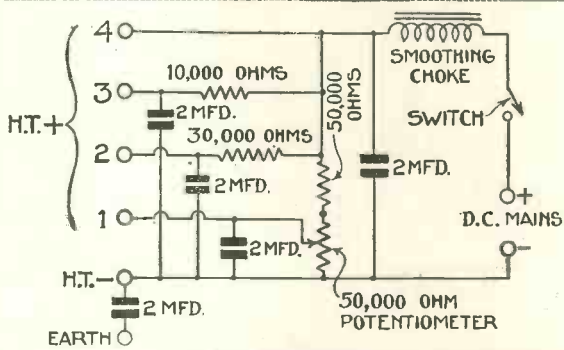 4
SMOOTHING
CHOKE
10,000 OHMS
50,000
OHMS
3
H.T.+
2 MFD.
SWITCH
30,000 OHMS
2
2 MFD.
2 MFD.
+
1
D.C. MAINS
2 MFD.
-
H.T.-
2 MFD.
50,000 OHM
POTENTIOMETER
EARTH